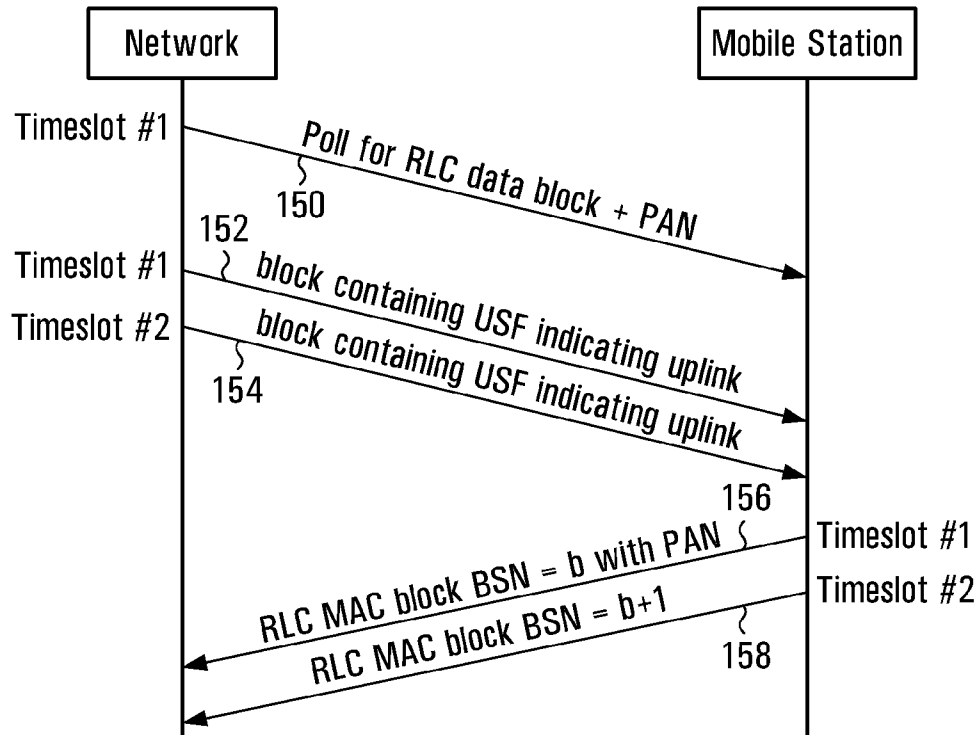 Network
Mobile Station
Timeslot #1
Poll for RLC data block + PAN
150
152
Timeslot #1
block containing USF indicating uplink
Timeslot #2
block containing USF indicating uplink
154
156
Timeslot #1
RLC MAC block BSN = b with PAN
Timeslot #2
RLC MAC block BSN = b+1
158